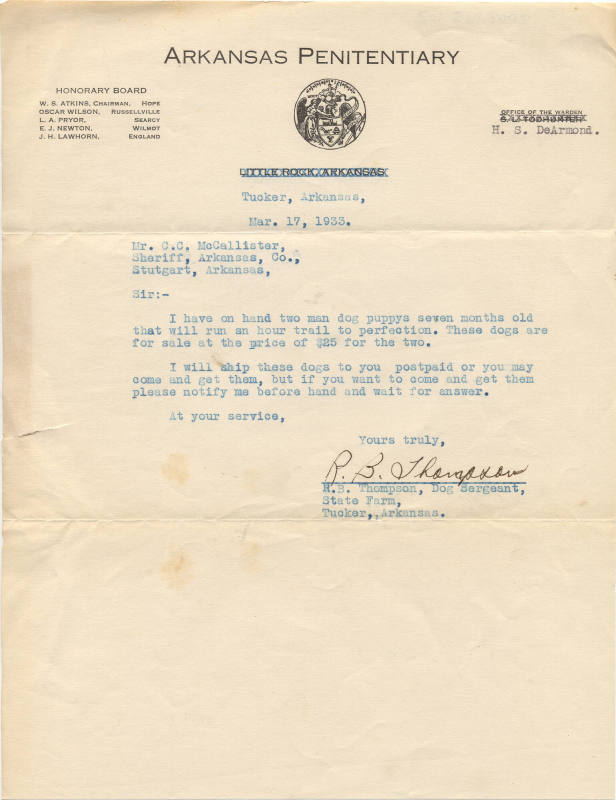 ARKANSAS PENITENTIARY
HONORARY BOARD
W. S. ATKINS, CHAIRMAN, HOPE
OSCAR WILSON, RUSSELLVILLE
L. A. PRYOR, SEARCY
E. J. NEWTON, WILMOT
J. H. LAWHORN, ENGLAND
OFFICE OF THE WARDEN
S. L. TODHUNTER
H. S. DeArmond.
LITTLE ROCK, ARKANSAS
Tucker, Arkansas,
Mar. 17, 1933.
Mr. C.C. McCallister,
Sheriff, Arkansas, Co.,
Stutgart, Arkansas,
Sir:-
I have on hand two man dog puppys seven months old
that will run an hour trail to perfection. These dogs are
for sale at the price of $25 for the two.
I will ship these dogs to you postpaid or you may
come and get them, but if you want to come and get them
please notify me before hand and wait for answer.
At your service,
Yours truly,
R. B. Thompson
H.B. Thompson, Dog Sergeant,
State Farm,
Tucker,,Arkansas.